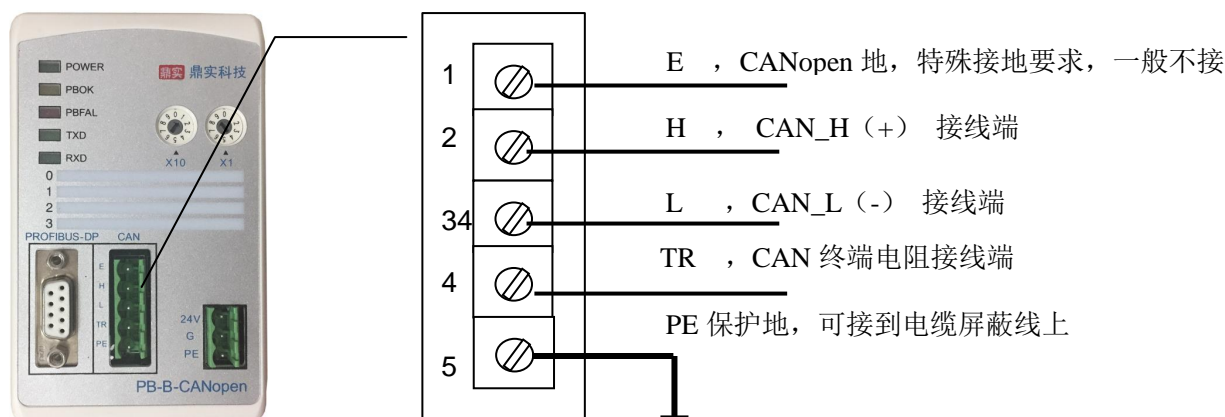 POWER
鼎实 鼎实科技
PBOK
PBFAL
TXD
RXD
X10 X1
0
1
2
3
PROFIBUS-DP CAN
E
H
L
TR
PE
24V
G
PE
PB-B-CANopen
1 E ，CANopen 地，特殊接地要求，一般不接
2 H ， CAN_H（+） 接线端
34 L ，CAN_L（-） 接线端
4 TR ，CAN 终端电阻接线端
5 PE 保护地，可接到电缆屏蔽线上